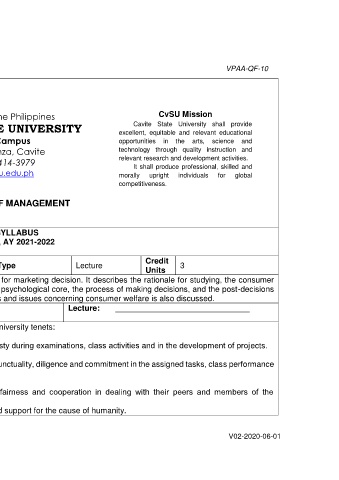 VPAA-QF-10
he Philippines
E UNIVERSITY
Campus
nza, Cavite
414-3979
u.edu.ph
CvSU Mission
Cavite State University shall provide
excellent, equitable and relevant educational
opportunities in the arts, science and
technology through quality instruction and
relevant research and development activities.
It shall produce professional, skilled and
morally upright individuals for global
competitiveness.
F MANAGEMENT
SYLLABUS
, AY 2021-2022
Type Lecture Credit Units 3
for marketing decision. It describes the rationale for studying, the consumer
psychological core, the process of making decisions, and the post-decisions
s and issues concerning consumer welfare is also discussed.
Lecture:
niversity tenets:
sty during examinations, class activities and in the development of projects.
unctuality, diligence and commitment in the assigned tasks, class performance
fairness and cooperation in dealing with their peers and members of the
d support for the cause of humanity.
V02-2020-06-01